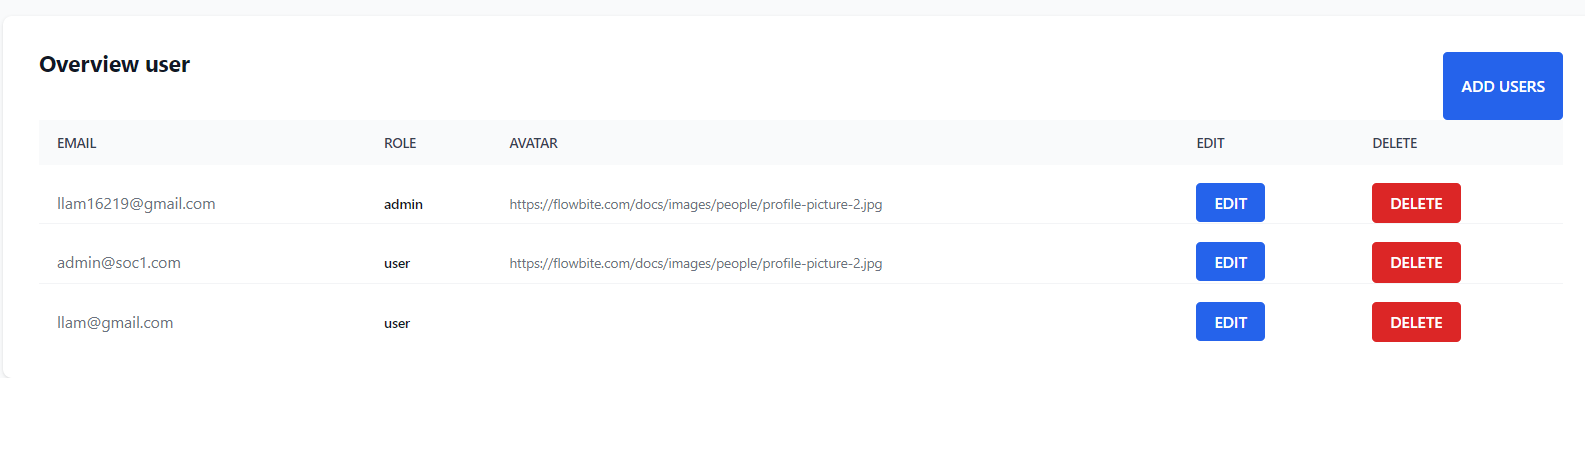 Overview user
ADD USERS
EMAIL ROLE AVATAR EDIT DELETE
llam16219@gmail.com admin https://flowbite.com/docs/images/people/profile-picture-2.jpg EDIT DELETE
admin@soc1.com user https://flowbite.com/docs/images/people/profile-picture-2.jpg EDIT DELETE
llam@gmail.com user EDIT DELETE